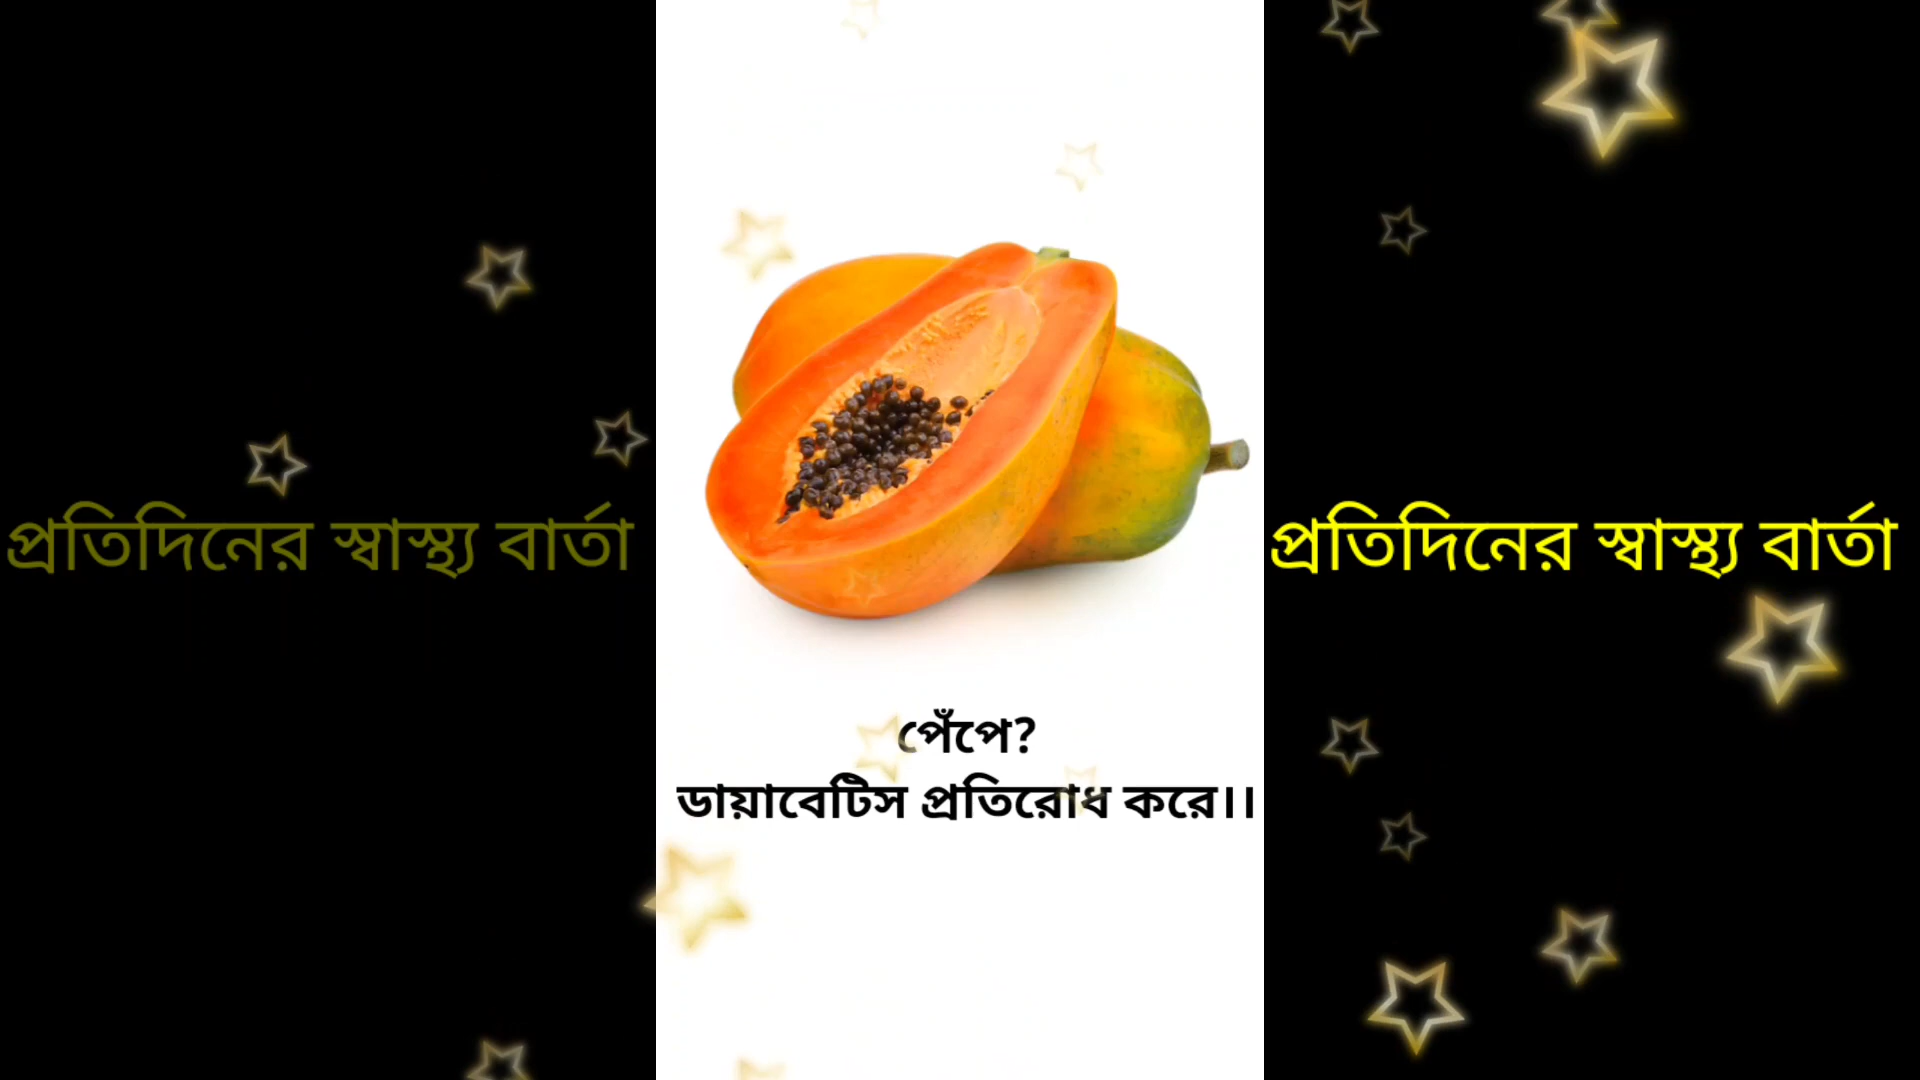 প্রতিদিনের স্বাস্থ্য বার্তা
পেঁপে?
ডায়াবেটিস প্রতিরোধ করে।।
প্রতিদিনের স্বাস্থ্য বার্তা